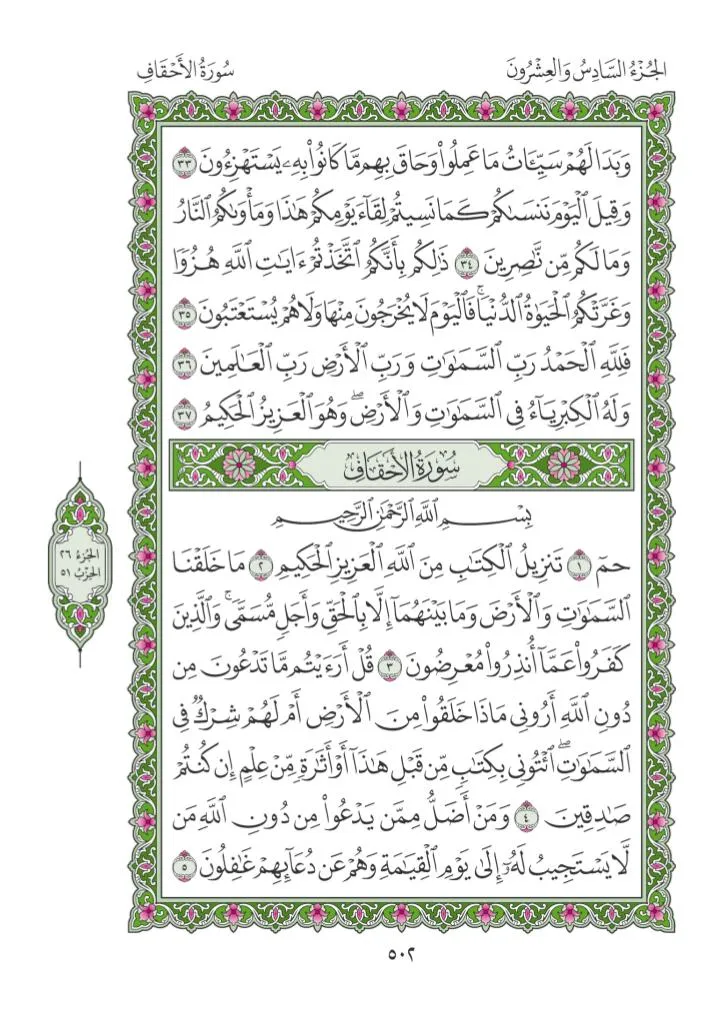 الجُزْءُ السَّادِسُ وَالعِشْرُونَ
سُورَةُ الأَحْقَافِ
وَبَدَا لَهُمْ سَيِّـَٔاتُ مَا عَمِلُوا۟ وَحَاقَ بِهِم مَّا كَانُوا۟ بِهِۦ يَسْتَهْزِءُونَ ٣٣
وَقِيلَ ٱلْيَوْمَ نَنسَىٰكُمْ كَمَا نَسِيتُمْ لِقَآءَ يَوْمِكُمْ هَٰذَا وَمَأْوَىٰكُمُ ٱلنَّارُ
وَمَا لَكُم مِّن نَّٰصِرِينَ ٣٤ ذَٰلِكُم بِأَنَّكُمُ ٱتَّخَذْتُمْ ءَايَٰتِ ٱللَّهِ هُزُوًا
وَغَرَّتْكُمُ ٱلْحَيَوٰةُ ٱلدُّنْيَا ۚ فَٱلْيَوْمَ لَا يُخْرَجُونَ مِنْهَا وَلَا هُمْ يُسْتَعْتَبُونَ ٣٥
فَلِلَّهِ ٱلْحَمْدُ رَبِّ ٱلسَّمَٰوَٰتِ وَرَبِّ ٱلْأَرْضِ رَبِّ ٱلْعَٰلَمِينَ ٣٦
وَلَهُ ٱلْكِبْرِيَآءُ فِى ٱلسَّمَٰوَٰتِ وَٱلْأَرْضِ ۖ وَهُوَ ٱلْعَزِيزُ ٱلْحَكِيمُ ٣٧
سُورَةُ الأَحْقَافِ
بِسْمِ ٱللَّهِ ٱلرَّحْمَٰنِ ٱلرَّحِيمِ
حمٓ ١ تَنزِيلُ ٱلْكِتَٰبِ مِنَ ٱللَّهِ ٱلْعَزِيزِ ٱلْحَكِيمِ ٢ مَا خَلَقْنَا
ٱلسَّمَٰوَٰتِ وَٱلْأَرْضَ وَمَا بَيْنَهُمَآ إِلَّا بِٱلْحَقِّ وَأَجَلٍ مُّسَمًّى ۚ وَٱلَّذِينَ
كَفَرُوا۟ عَمَّآ أُنذِرُوا۟ مُعْرِضُونَ ٣ قُلْ أَرَءَيْتُم مَّا تَدْعُونَ مِن
دُونِ ٱللَّهِ أَرُونِى مَاذَا خَلَقُوا۟ مِنَ ٱلْأَرْضِ أَمْ لَهُمْ شِرْكٌ فِى
ٱلسَّمَٰوَٰتِ ۖ ٱئْتُونِى بِكِتَٰبٍ مِّن قَبْلِ هَٰذَآ أَوْ أَثَٰرَةٍ مِّنْ عِلْمٍ إِن كُنتُمْ
صَٰدِقِينَ ٤ وَمَنْ أَضَلُّ مِمَّن يَدْعُوا۟ مِن دُونِ ٱللَّهِ مَن
لَّا يَسْتَجِيبُ لَهُۥٓ إِلَىٰ يَوْمِ ٱلْقِيَٰمَةِ وَهُمْ عَن دُعَآئِهِمْ غَٰفِلُونَ ٥
الجُزءُ ٢٦
الحِزْبُ ٥١
٥٠٢